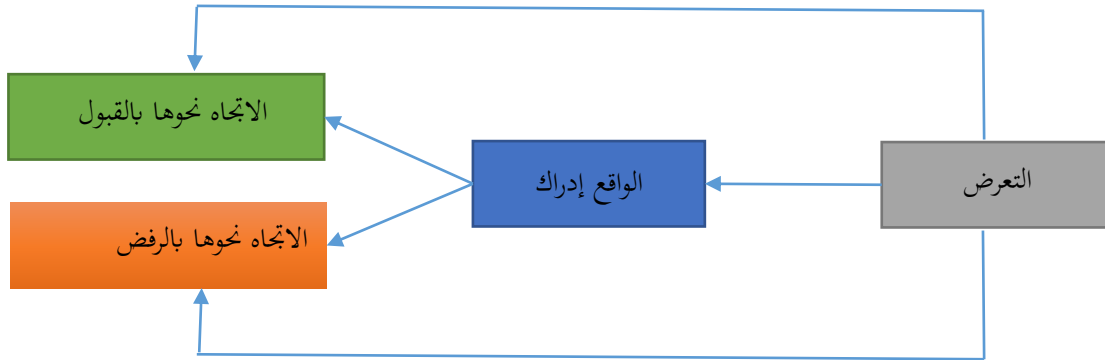 التعرض
الواقع إدراك
الاتجاه نحوها بالقبول
الاتجاه نحوها بالرفض